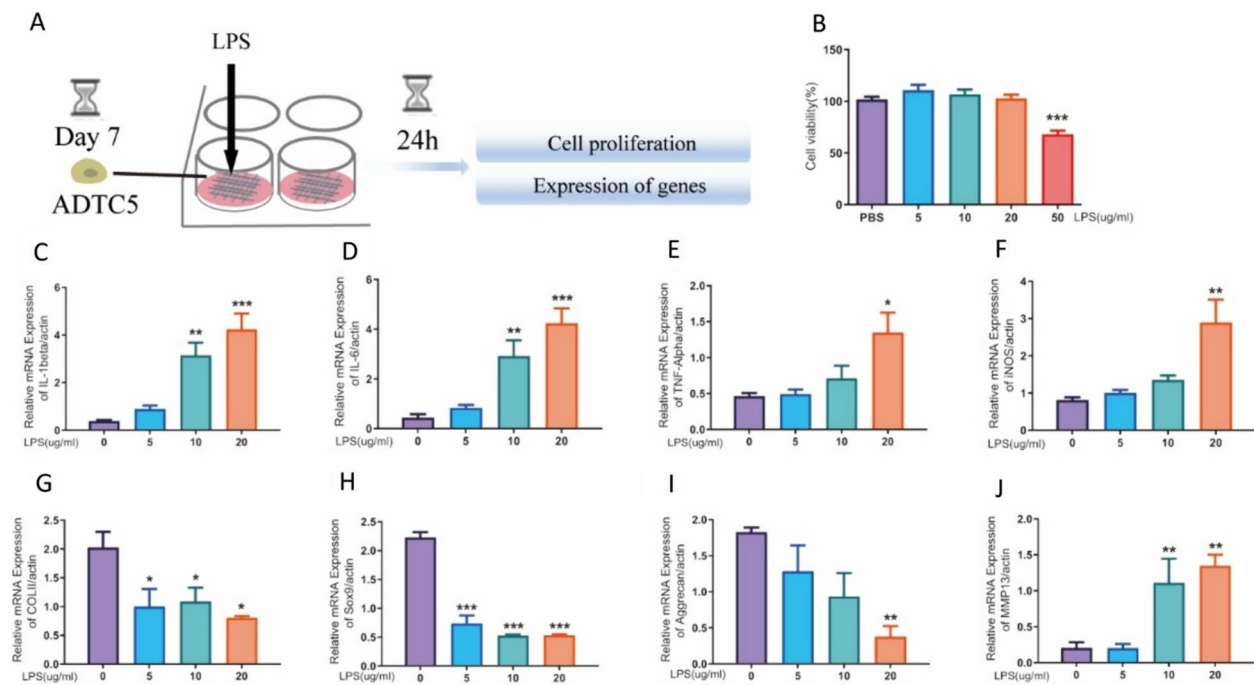 A
LPS
Day 7
ADTC5
24h
Cell proliferation
Expression of genes
B
Cell viability(%)
150
100
50
0
***
PBS 5 10 20 50 LPS(ug/ml)
C
Relative mRNA Expression
of IL-1beta/actin
6
4
2
0
** ***
LPS(ug/ml) 0 5 10 20
D
Relative mRNA Expression
of IL-6/actin
6
4
2
0
** ***
LPS(ug/ml) 0 5 10 20
E
Relative mRNA Expression
of TNF-Alpha/actin
2.0
1.5
1.0
0.5
0.0
*
LPS(ug/ml) 0 5 10 20
F
Relative mRNA Expression
of iNOS/actin
4
3
2
1
0
**
LPS(ug/ml) 0 5 10 20
G
Relative mRNA Expression
of COLII/actin
2.5
2.0
1.5
1.0
0.5
0.0
* * *
LPS(ug/ml) 0 5 10 20
H
Relative mRNA Expression
of Sox9/actin
2.5
2.0
1.5
1.0
0.5
0.0
*** *** ***
LPS(ug/ml) 0 5 10 20
I
Relative mRNA Expression
of Aggrecan/actin
2.0
1.5
1.0
0.5
0.0
**
LPS(ug/ml) 0 5 10 20
J
Relative mRNA Expression
of MMP13/actin
2.0
1.5
1.0
0.5
0.0
** **
LPS(ug/ml) 0 5 10 20